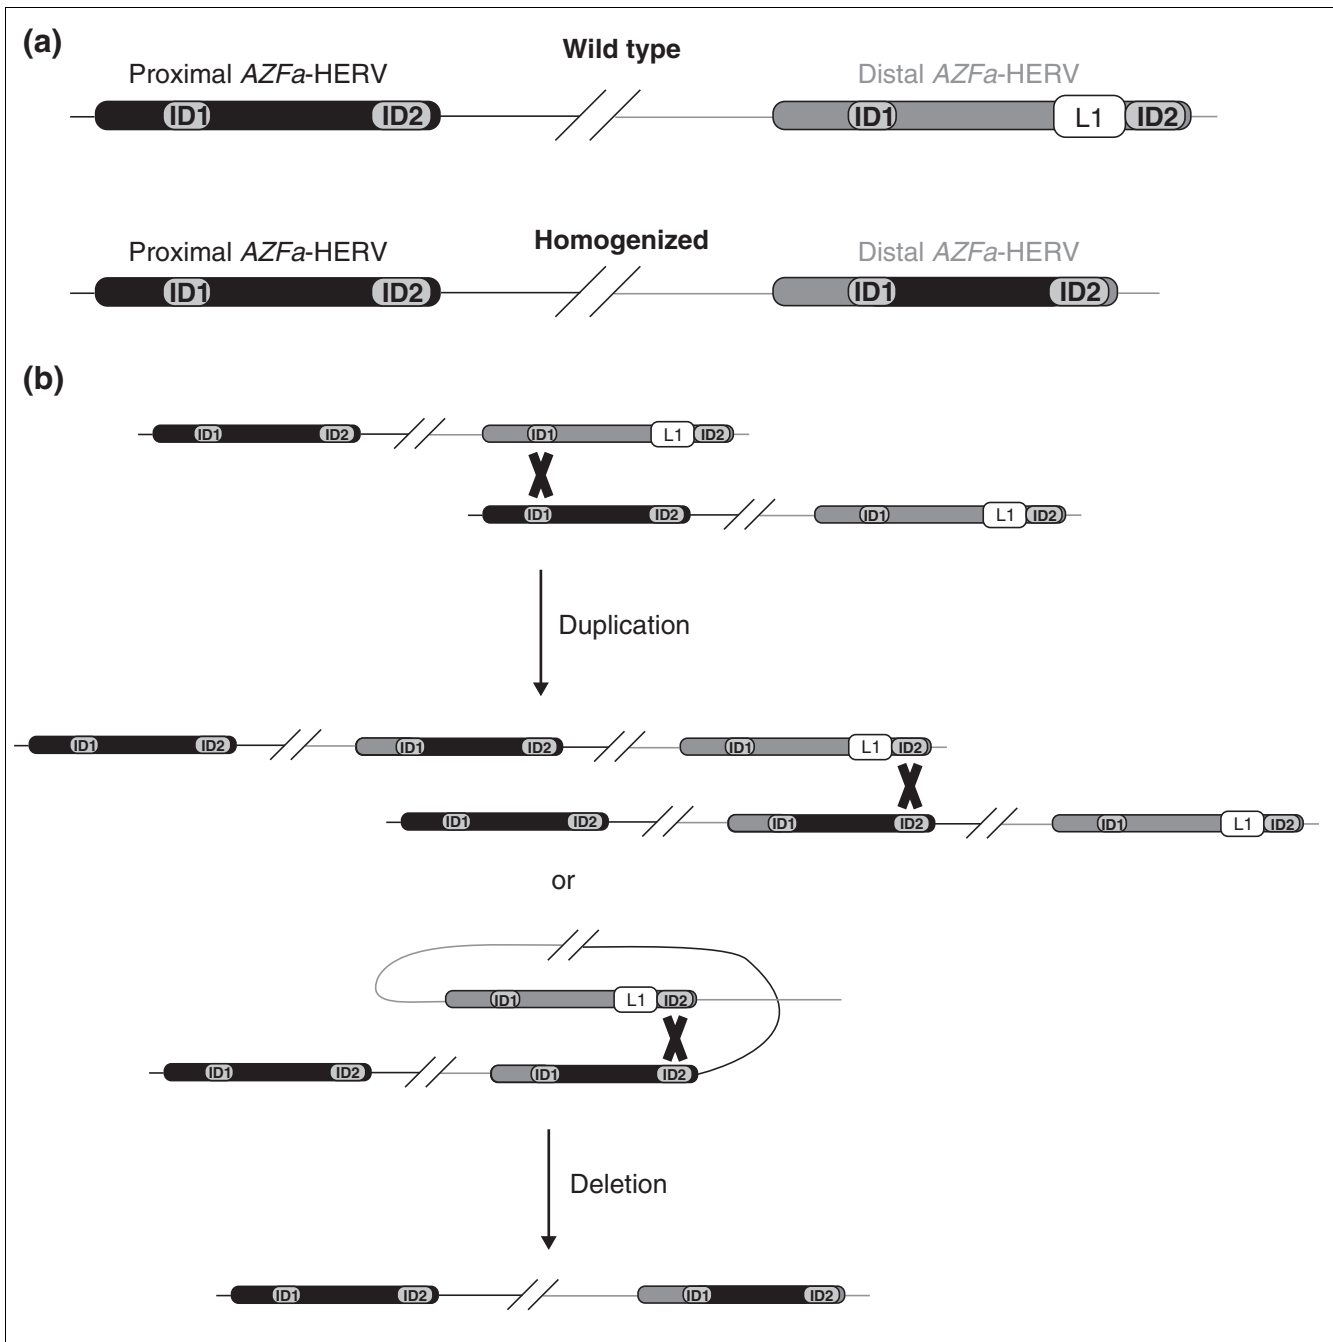 (a)
Wild type
Proximal AZFa-HERV Distal AZFa-HERV
ID1 ID2 ID1 L1 ID2
Homogenized
Proximal AZFa-HERV Distal AZFa-HERV
ID1 ID2 ID1 ID2
(b)
ID1 ID2 ID1 L1 ID2
ID1 ID2 ID1 L1 ID2
Duplication
ID1 ID2 ID1 ID2 ID1 L1 ID2
ID1 ID2 ID1 ID2 ID1 L1 ID2
or
ID1 L1 ID2
ID1 ID2 ID1 ID2
Deletion
ID1 ID2 ID1 ID2